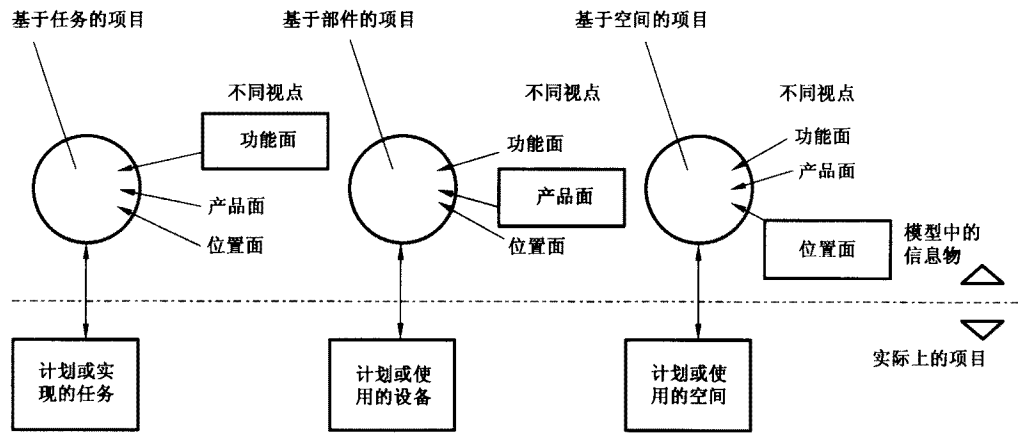 基于任务的项目
基于部件的项目
基于空间的项目
不同视点
不同视点
不同视点
功能面
产品面
位置面
功能面
产品面
位置面
功能面
产品面
位置面
模型中的
信息物
计划或实
现的任务
计划或使
用的设备
计划或使
用的空间
实际上的项目